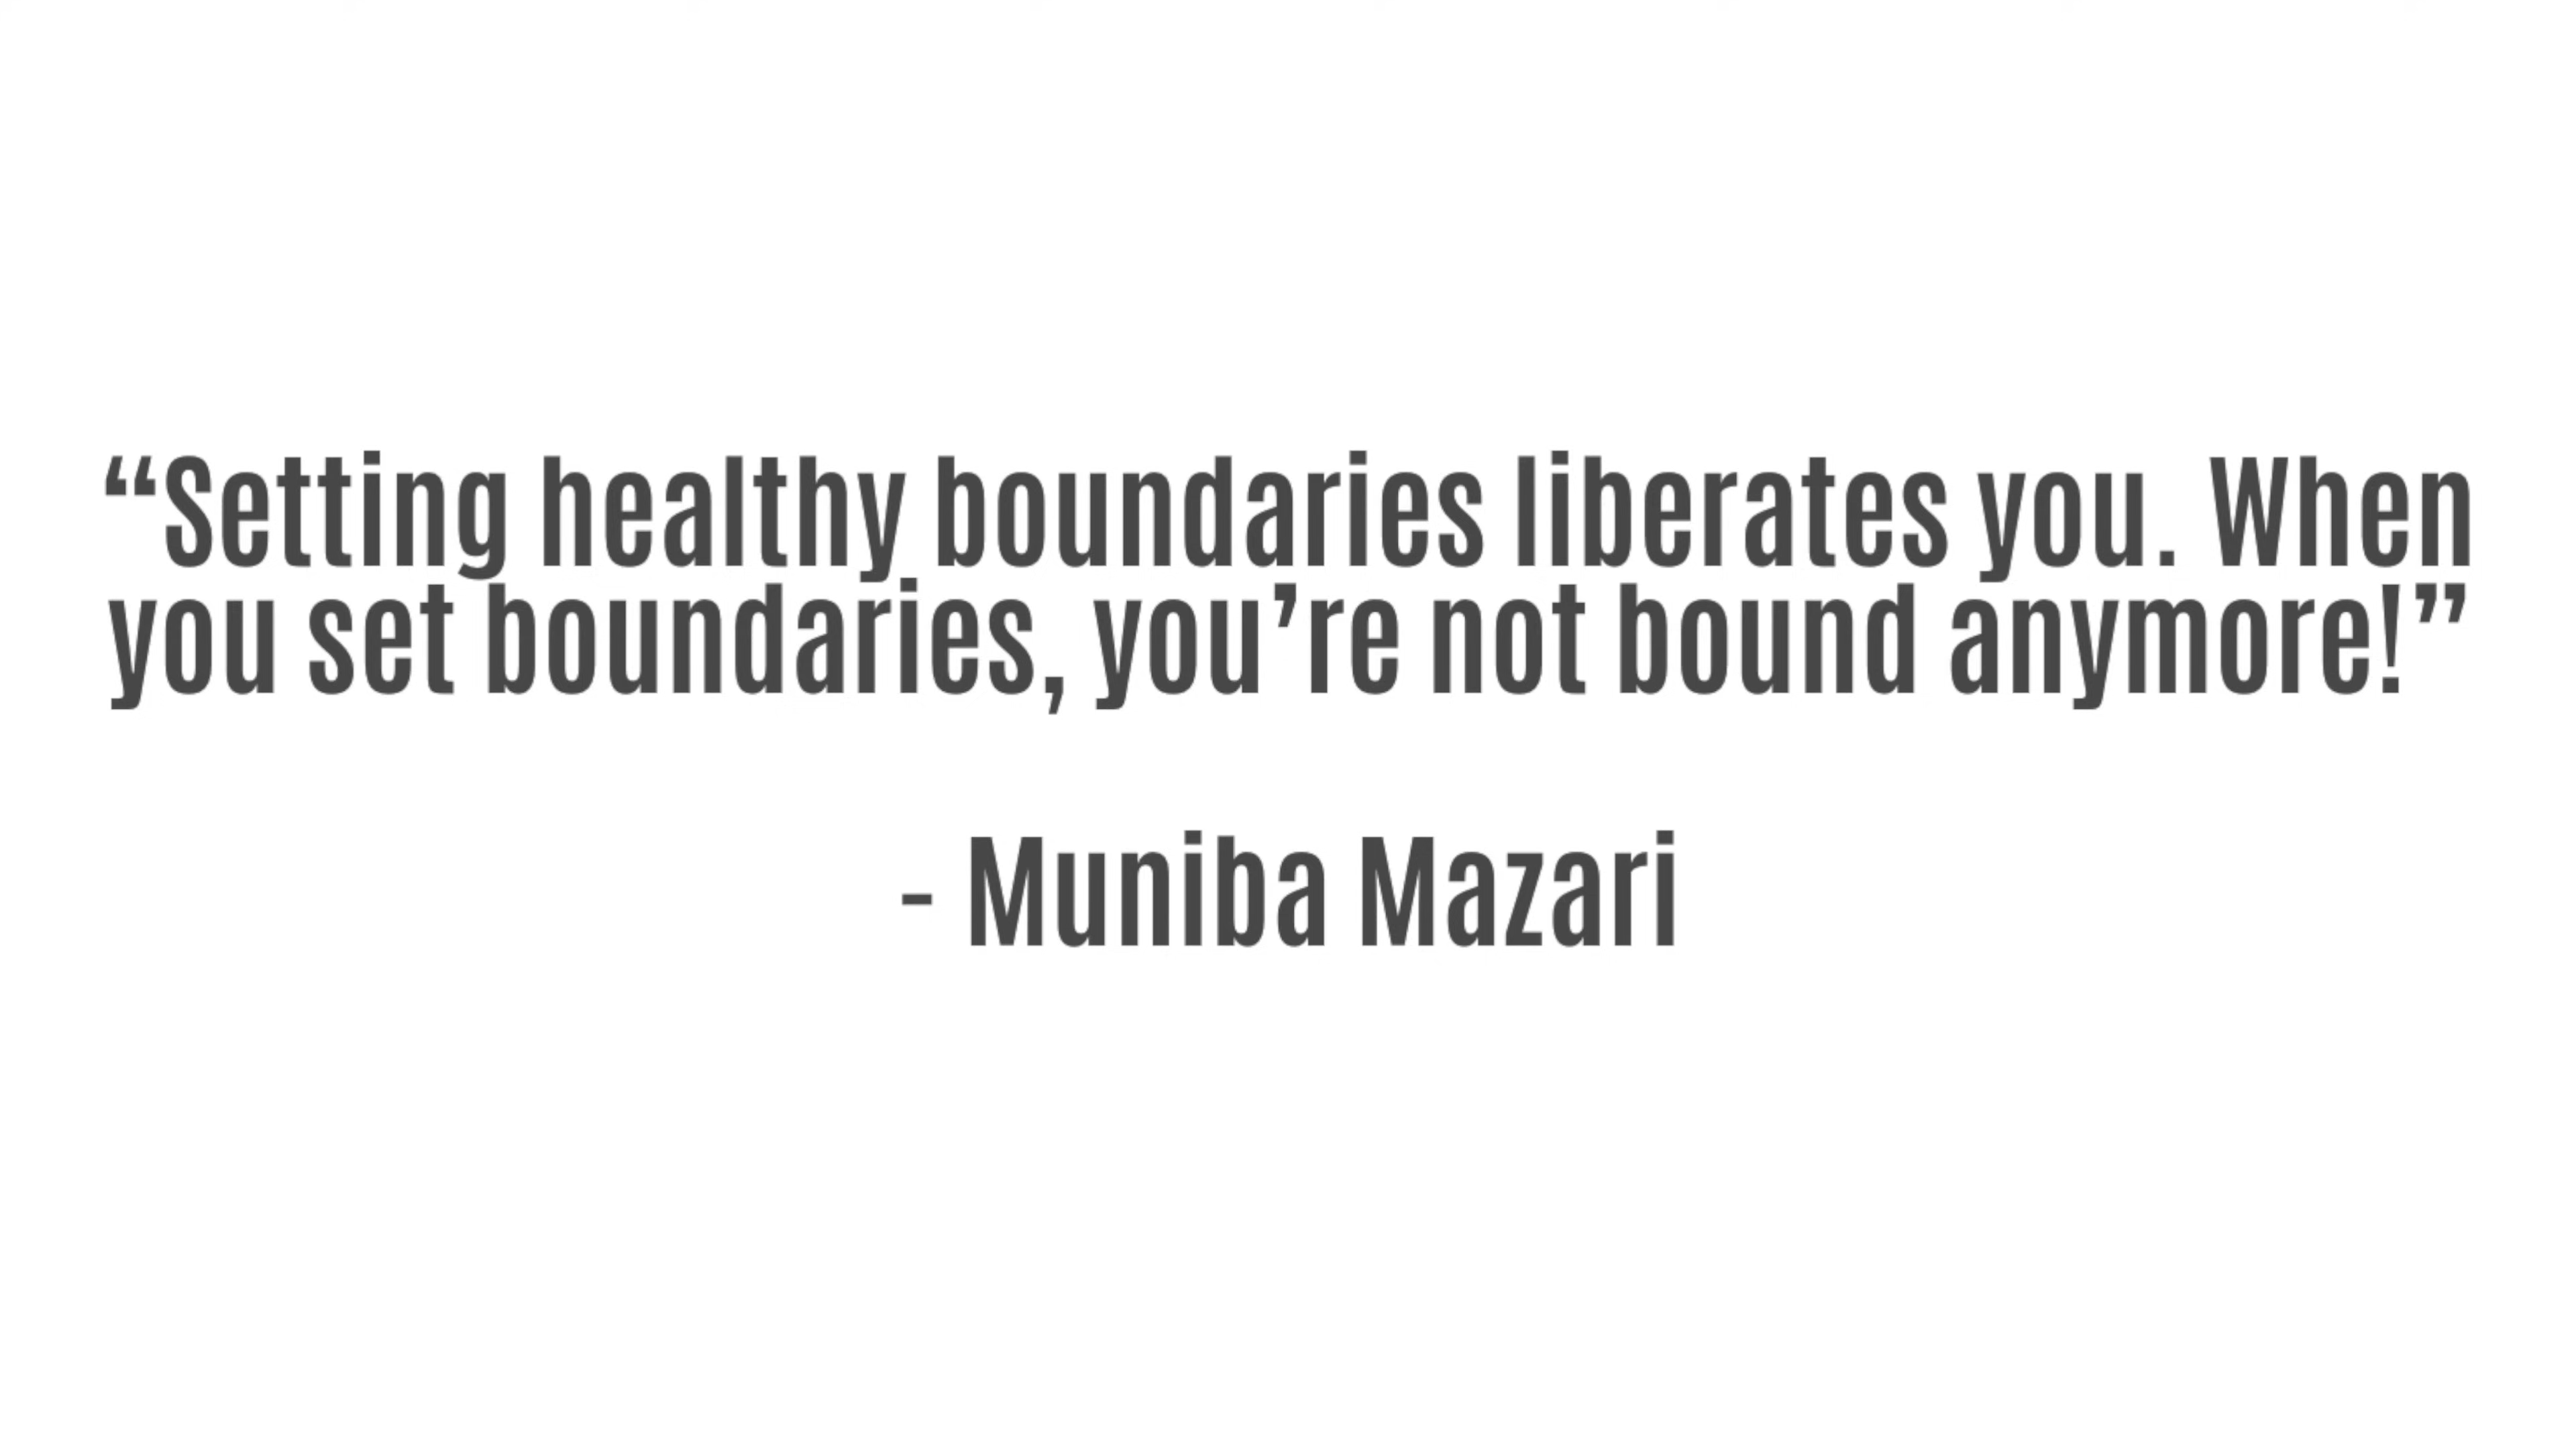 “Setting healthy boundaries liberates you. When
you set boundaries, you’re not bound anymore!”
- Muniba Mazari